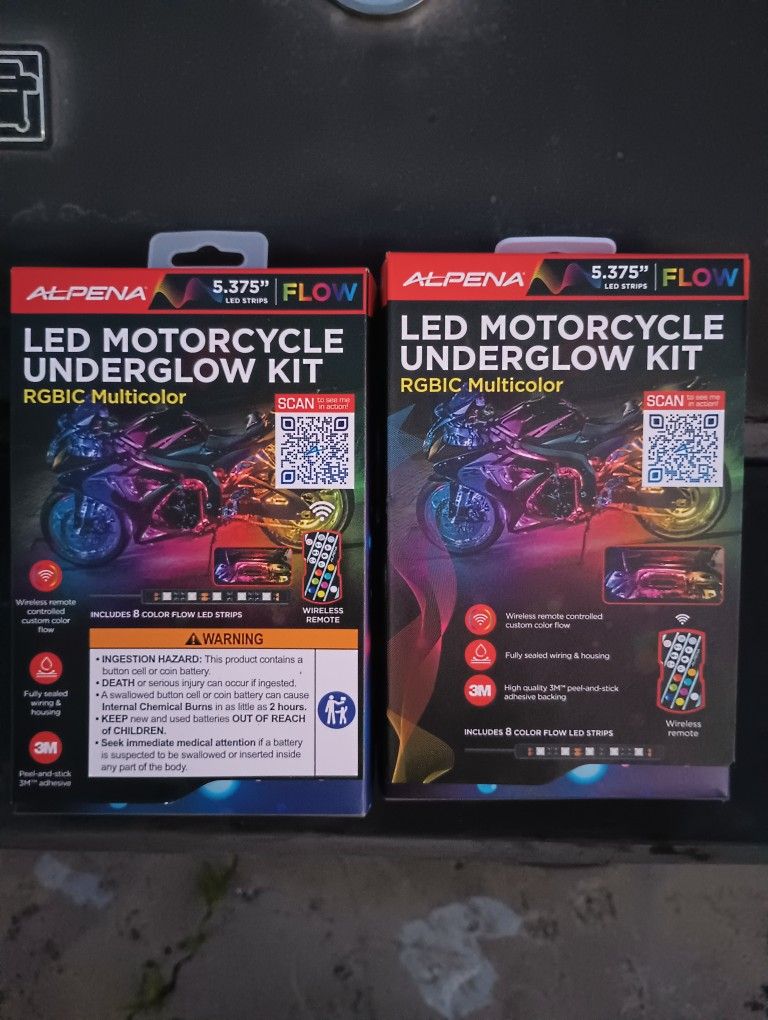 ALPENA
5.375"
LED STRIPS
FLOW
LED MOTORCYCLE
UNDERGLOW KIT
RGBIC Multicolor
SCAN to see me
in action!
Wireless remote
controlled
custom color
flow
INCLUDES 8 COLOR FLOW LED STRIPS
WIRELESS
REMOTE
Fully sealed
wiring &
housing
3M
Peel-and-stick
3M™ adhesive
WARNING
• INGESTION HAZARD: This product contains a
button cell or coin battery.
• DEATH or serious injury can occur if ingested.
• A swallowed button cell or coin battery can cause
Internal Chemical Burns in as little as 2 hours.
• KEEP new and used batteries OUT OF REACH
of CHILDREN.
• Seek immediate medical attention if a battery
is suspected to be swallowed or inserted inside
any part of the body.
ALPENA
5.375"
LED STRIPS
FLOW
LED MOTORCYCLE
UNDERGLOW KIT
RGBIC Multicolor
SCAN to see me
in action!
Wireless remote controlled
custom color flow
Fully sealed wiring & housing
3M
High quality 3M™ peel-and-stick
adhesive backing
Wireless
remote
INCLUDES 8 COLOR FLOW LED STRIPS